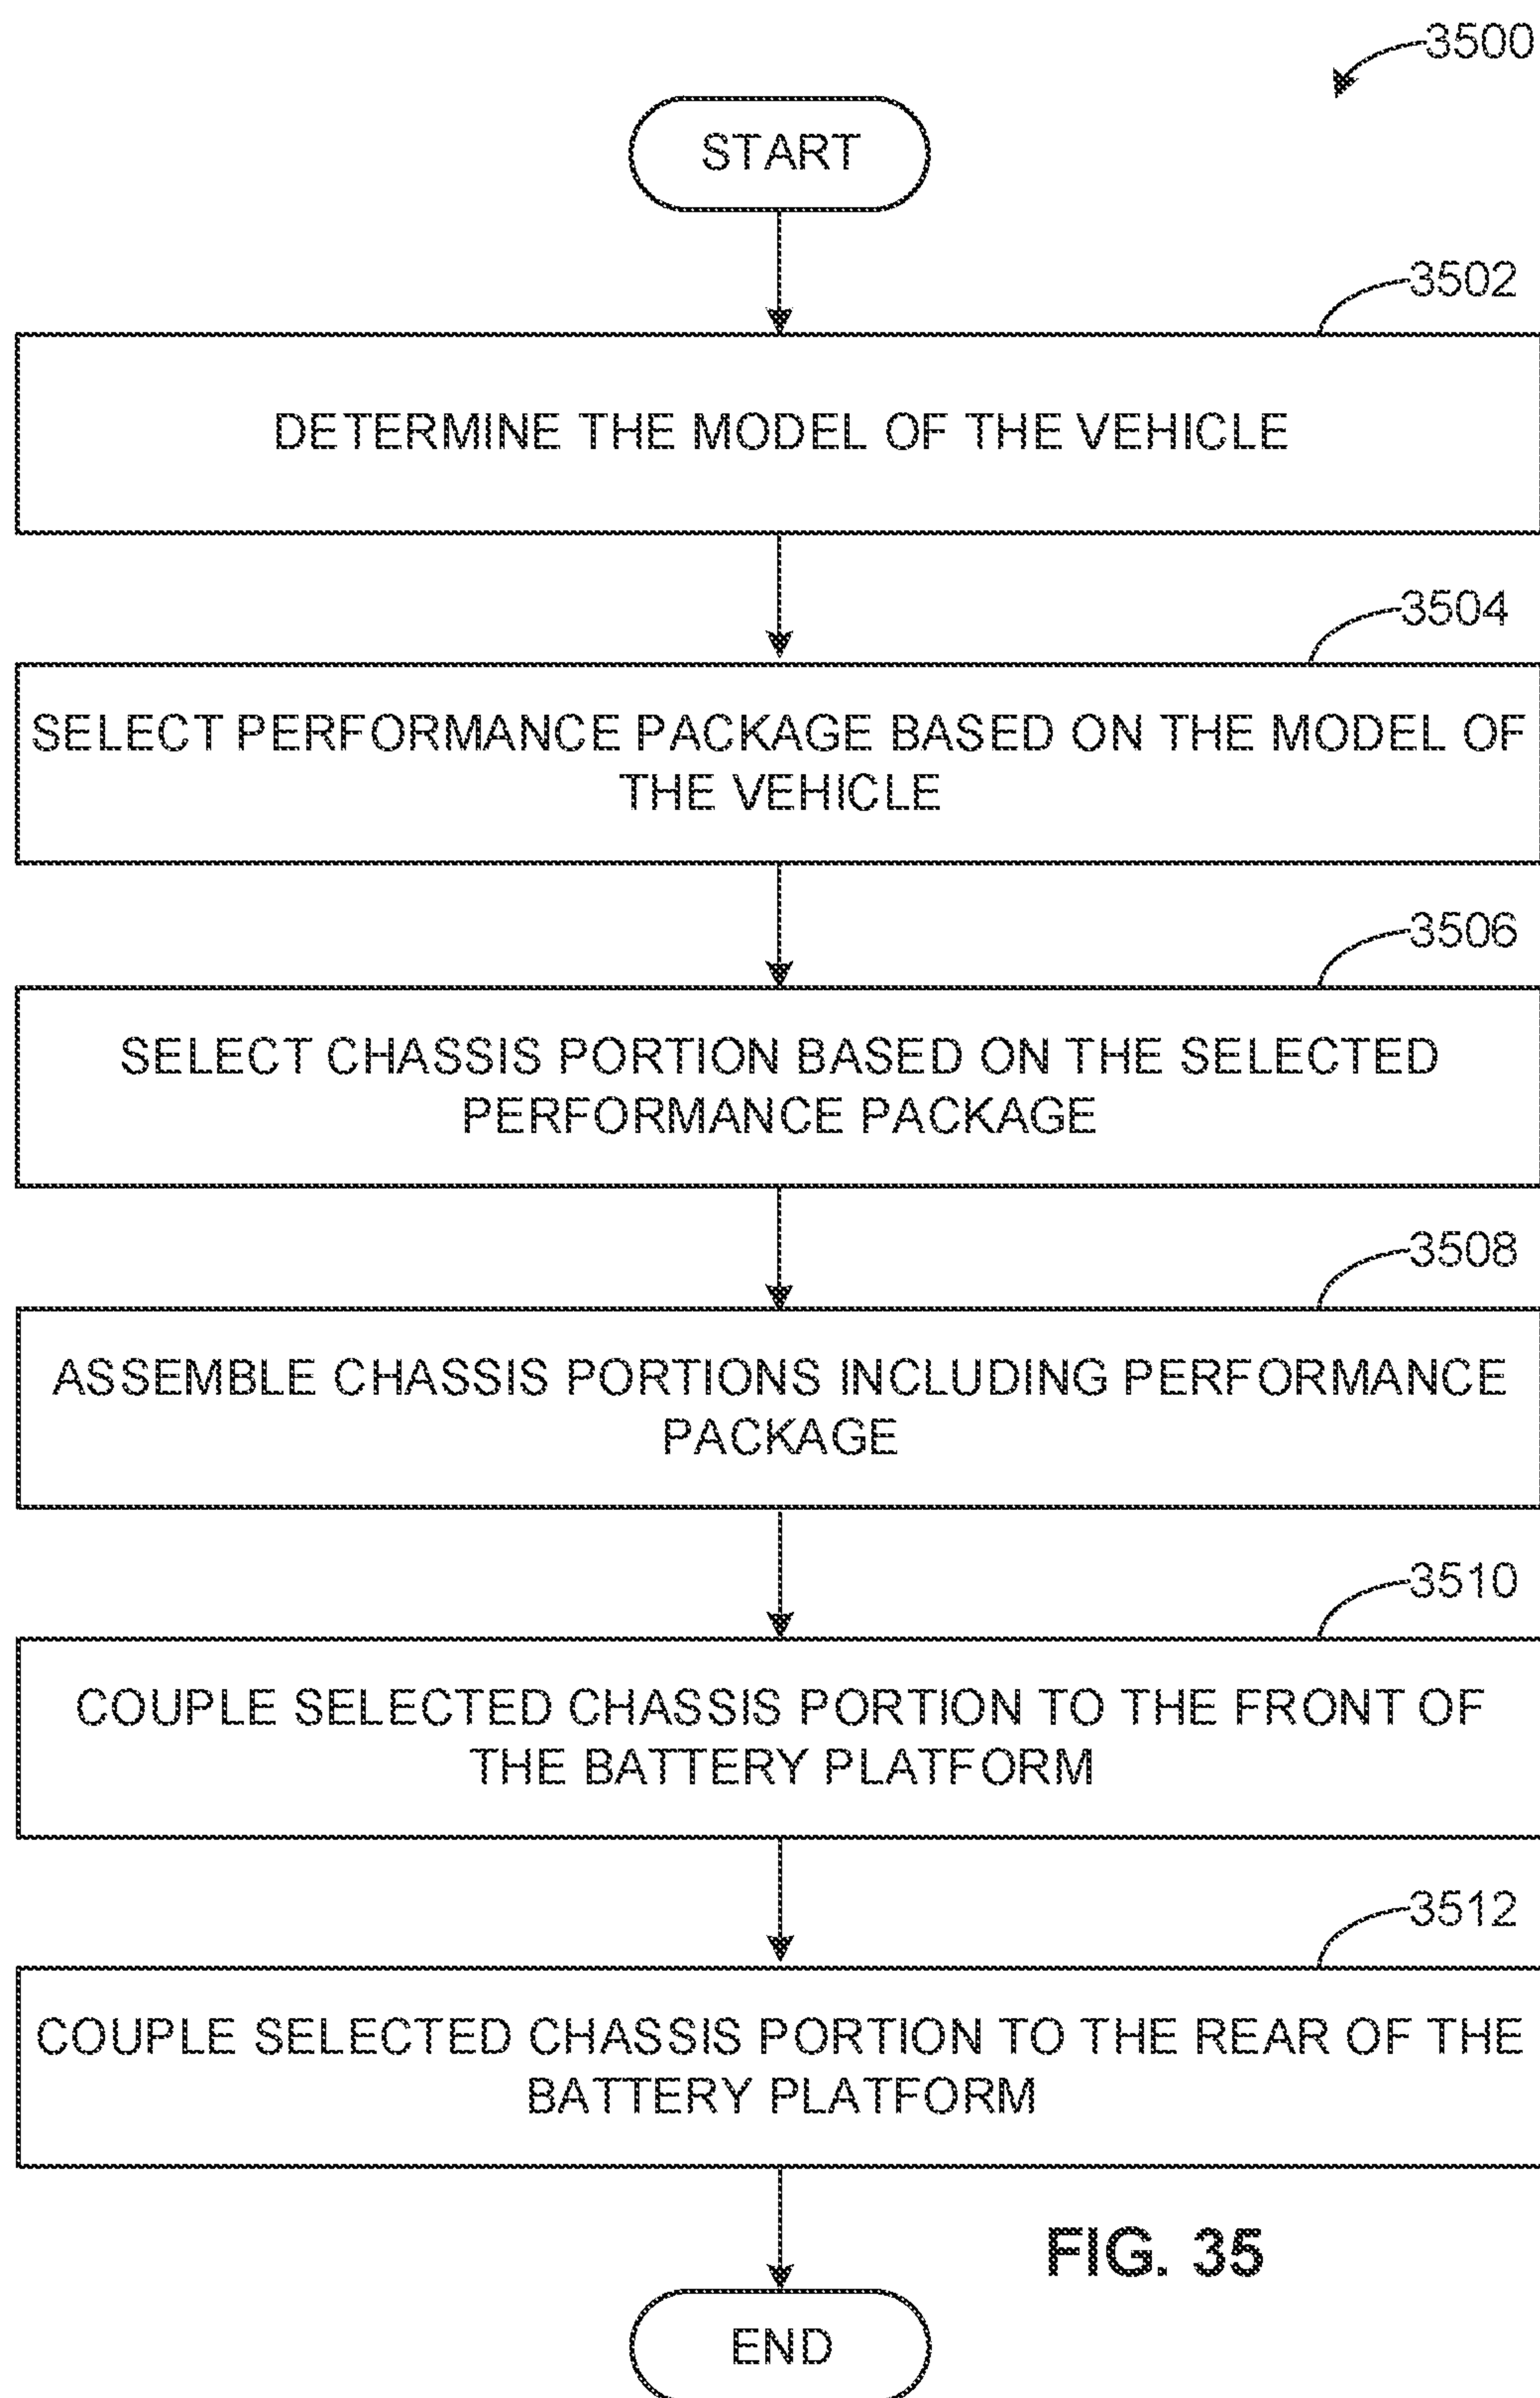 3500
START
3502
DETERMINE THE MODEL OF THE VEHICLE
3504
SELECT PERFORMANCE PACKAGE BASED ON THE MODEL OF
THE VEHICLE
3506
SELECT CHASSIS PORTION BASED ON THE SELECTED
PERFORMANCE PACKAGE
3508
ASSEMBLE CHASSIS PORTIONS INCLUDING PERFORMANCE
PACKAGE
3510
COUPLE SELECTED CHASSIS PORTION TO THE FRONT OF
THE BATTERY PLATFORM
3512
COUPLE SELECTED CHASSIS PORTION TO THE REAR OF THE
BATTERY PLATFORM
FIG. 35
END